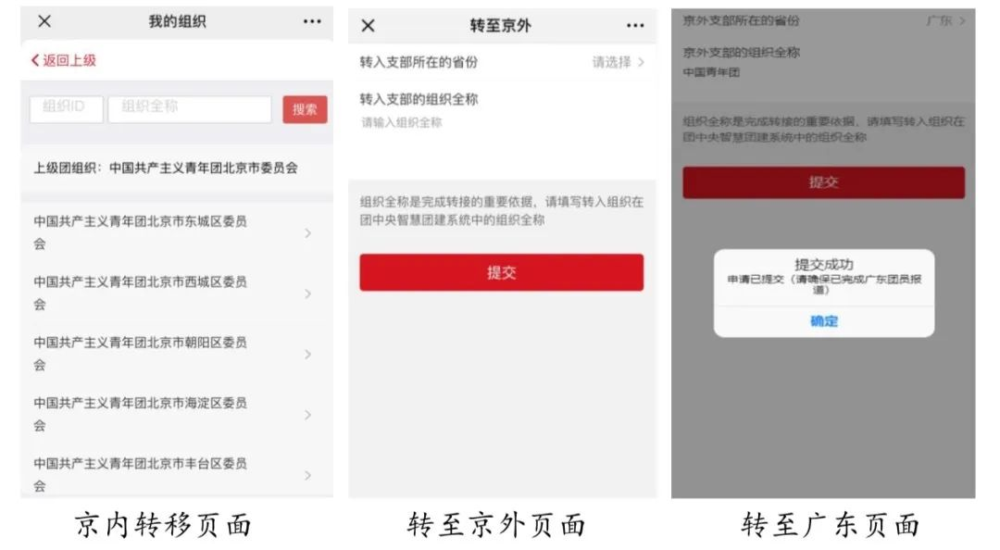 我的组织
返回上级
组织ID
组织全称
搜索
上级团组织：中国共产主义青年团北京市委员会
中国共产主义青年团北京市东城区委员
会
中国共产主义青年团北京市西城区委员
会
中国共产主义青年团北京市朝阳区委员
会
中国共产主义青年团北京市海淀区委员
会
中国共产主义青年团北京市丰台区委员
会
京内转移页面
转至京外
转入支部所在的省份
请选择
转入支部的组织全称
请输入组织全称
组织全称是完成转接的重要依据，请填写转入组织在
团中央智慧团建系统中的组织全称
提交
转至京外页面
京外支部所在的省份
广东
京外支部的组织全称
中国青年团
组织全称是完成转接的重要依据，请填写转入组织在
团中央智慧团建系统中的组织全称
提交
提交成功
申请已提交（请确保已完成广东团员报
道）
确定
转至广东页面